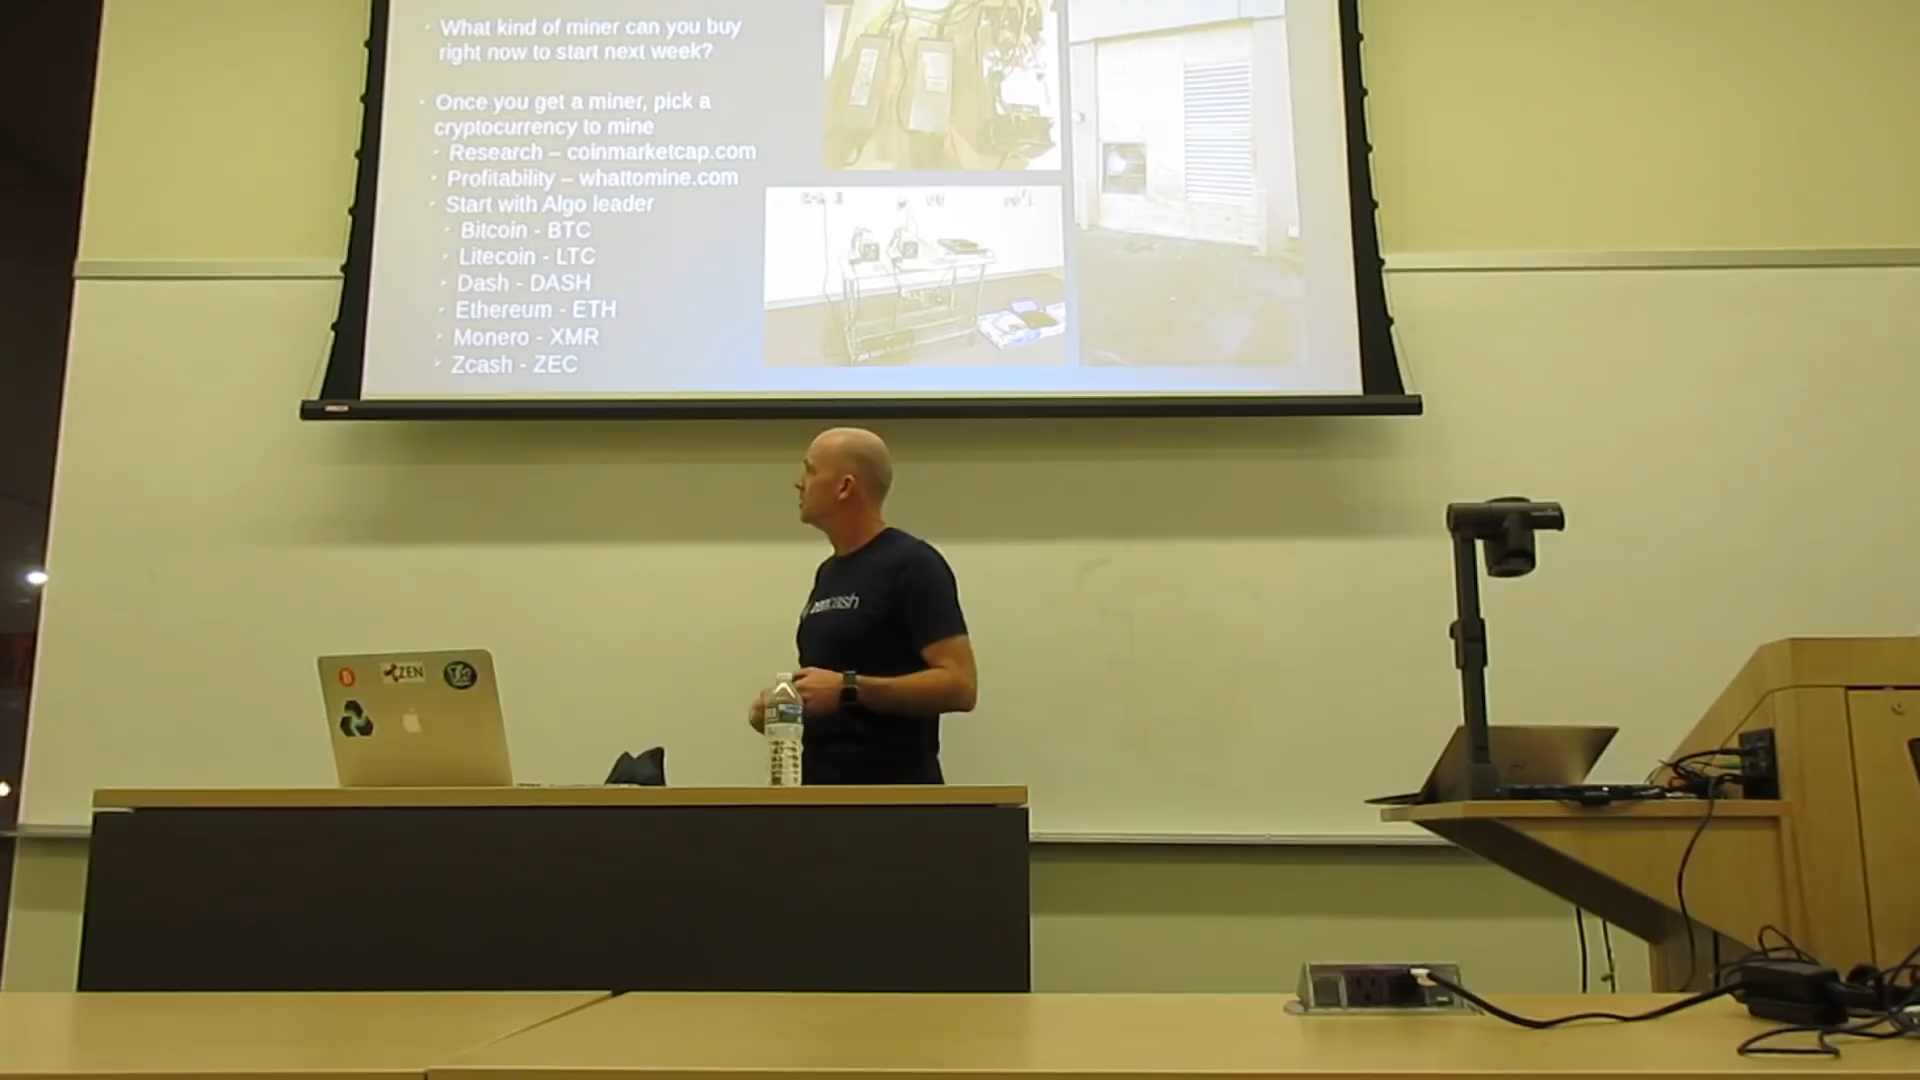 What kind of miner can you buy
right now to start next week?
Once you get a miner, pick a
cryptocurrency to mine
Research – coinmarketcap.com
Profitability – whattomine.com
Start with Algo leader
Bitcoin - BTC
Litecoin - LTC
Dash - DASH
Ethereum - ETH
Monero - XMR
Zcash - ZEC
zencash
ZEN